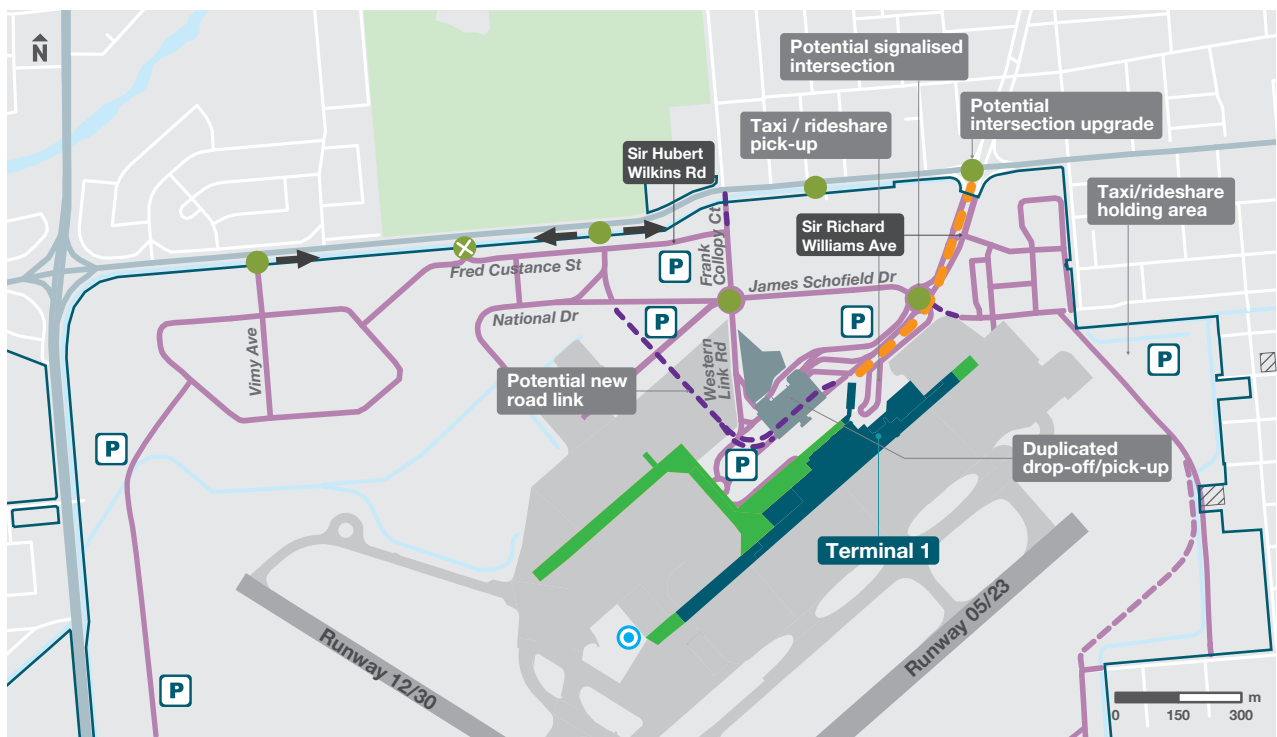 N
Potential signalised
intersection
Potential
intersection upgrade
Taxi / rideshare
pick-up
Sir Hubert
Wilkins Rd
Taxi/rideshare
holding area
Sir Richard
Williams Ave
Frank
Collopy Ct
Fred Custance St
P
James Schofield Dr
National Dr
P
P
P
Vimy Ave
Western
Link Rd
Potential new
road link
P
P
Duplicated
drop-off/pick-up
Terminal 1
Runway 12/30
Runway 05/23
P
m
0 150 300